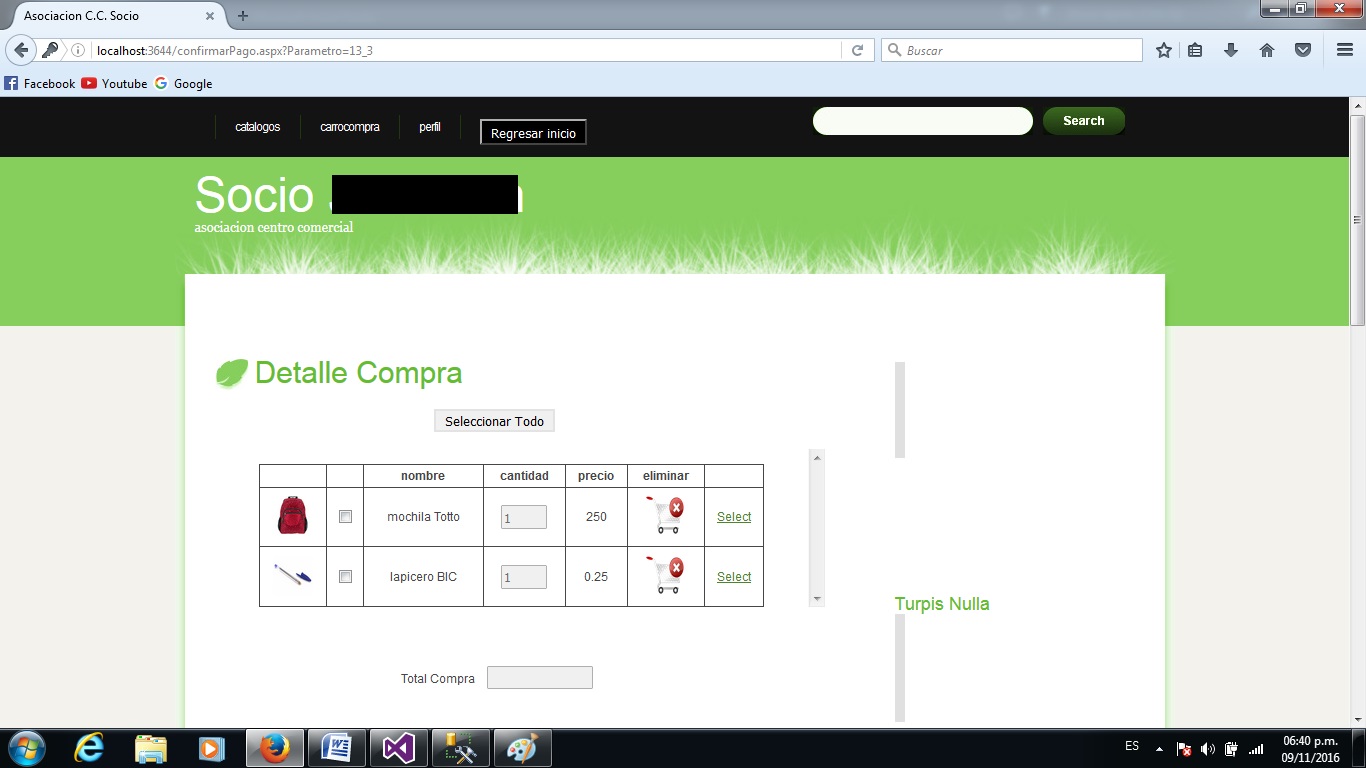 Asociacion C.C. Socio
localhost:3644/confirmarPago.aspx?Parametro=13_3
Buscar
Facebook Youtube Google
catalogos carrocompra perfil Regresar inicio Search
Socio
asociacion centro comercial
Detalle Compra
Seleccionar Todo
nombre cantidad precio eliminar
mochila Totto 1 250 Select
lapicero BIC 1 0.25 Select
Turpis Nulla
Total Compra
ES
06:40 p.m.
09/11/2016